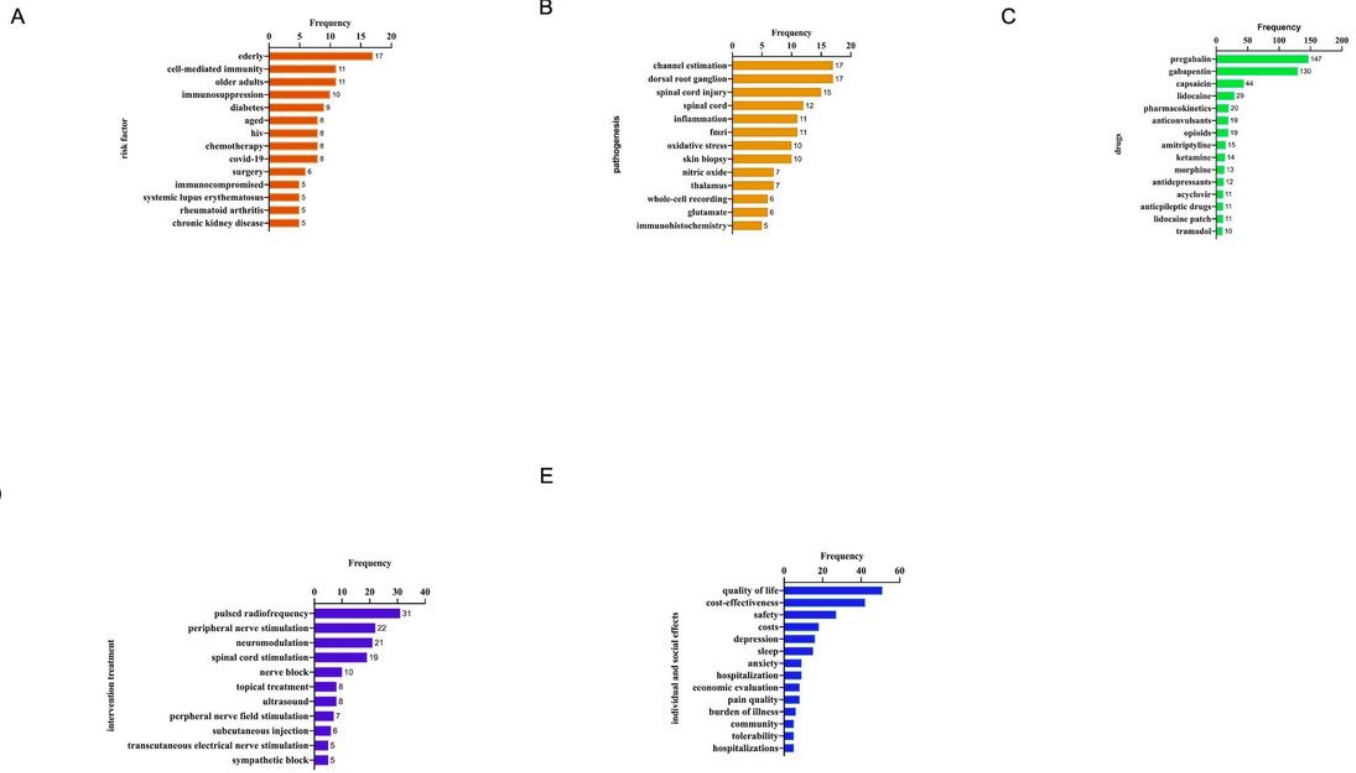 A
Frequency
0 5 10 15 20
risk factor
ederly 17
cell-mediated immunity 11
older adults 11
immunosuppression 10
diabetes 9
aged 8
hiv 8
chemotherapy 8
covid-19 8
surgery 6
immunocompromised 5
systemic lupus erythematosus 5
rheumatoid arthritis 5
chronic kidney disease 5
B
Frequency
0 5 10 15 20
pathogenesis
channel estimation 17
dorsal root ganglion 17
spinal cord injury 15
spinal cord 12
inflammation 11
fmri 11
oxidative stress 10
skin biopsy 10
nitric oxide 7
thalamus 7
whole-cell recording 6
glutamate 6
immunohistochemistry 5
C
Frequency
0 50 100 150 200
drugs
pregabalin 147
gabapentin 130
capsaicin 44
lidocaine 29
pharmacokinetics 20
anticonvulsants 19
opioids 19
amitriptyline 15
ketamine 14
morphine 13
antidepressants 12
acyclovir 11
antiepileptic drugs 11
lidocaine patch 11
tramadol 10
Frequency
0 10 20 30 40
intervention treatment
pulsed radiofrequency 31
peripheral nerve stimulation 22
neuromodulation 21
spinal cord stimulation 19
nerve block 10
topical treatment 8
ultrasound 8
perpheral nerve field stimulation 7
subcutaneous injection 6
transcutaneous electrical nerve stimulation 5
sympathetic block 5
E
Frequency
0 20 40 60
individual and social effects
quality of life
cost-effectiveness
safety
costs
depression
sleep
anxiety
hospitalization
economic evaluation
pain quality
burden of illness
community
tolerability
hospitalizations